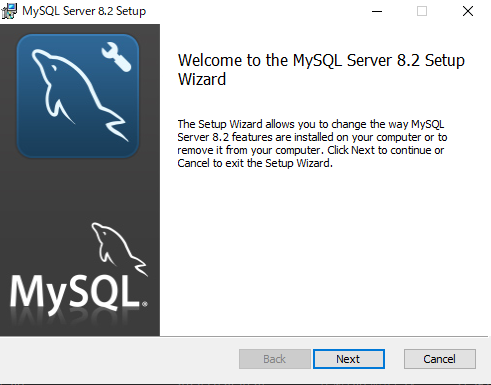 MySQL Server 8.2 Setup
Welcome to the MySQL Server 8.2 Setup
Wizard
The Setup Wizard allows you to change the way MySQL
Server 8.2 features are installed on your computer or to
remove it from your computer. Click Next to continue or
Cancel to exit the Setup Wizard.
MySQL®
Back
Next
Cancel